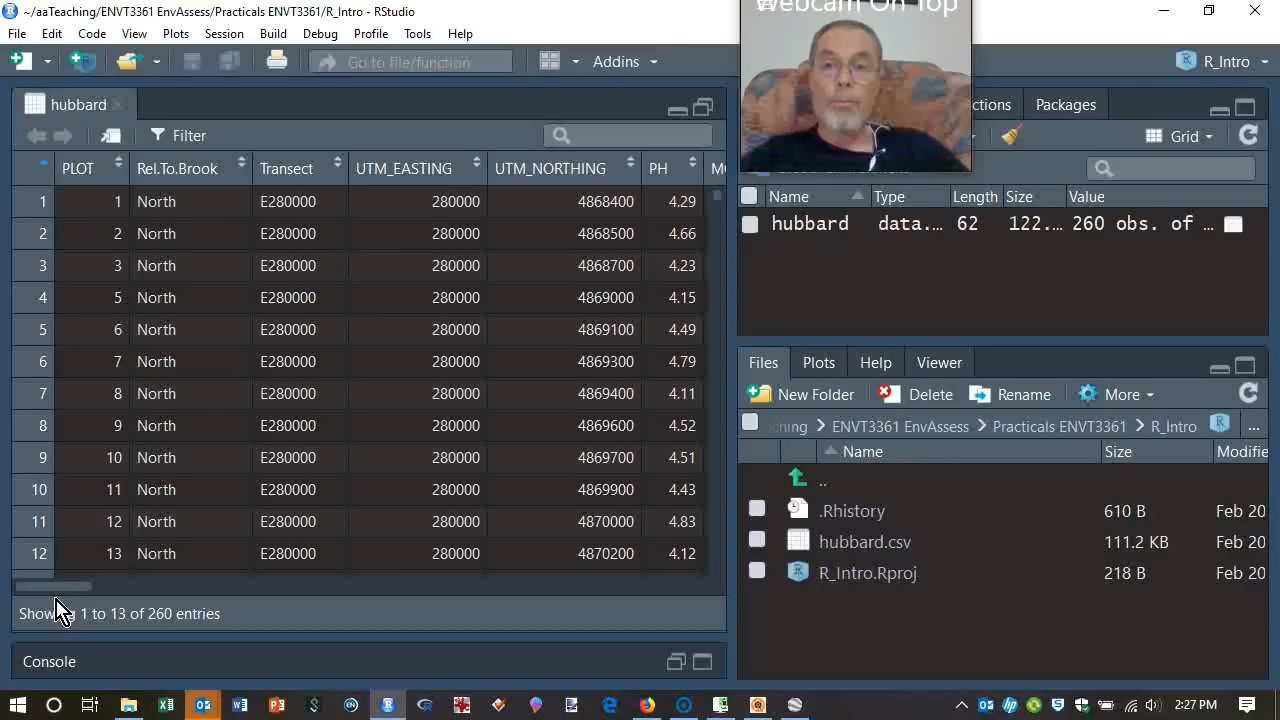 ~/aaTeaching/ENVT3361 EnvAssess/Practicals ENVT3361/R_Intro - RStudio
Webcam On Top
File Edit Code View Plots Session Build Debug Profile Tools Help
Go to file/function
Addins
R_Intro
hubbard
Packages
Filter
Grid
PLOT Rel.To.Brook Transect UTM_EASTING UTM_NORTHING PH
Name Type Length Size Value
1 1 North E280000 280000 4868400 4.29
hubbard data.... 62 122.... 260 obs. of ...
2 2 North E280000 280000 4868500 4.66
3 3 North E280000 280000 4868700 4.23
4 5 North E280000 280000 4869000 4.15
5 6 North E280000 280000 4869100 4.49
6 7 North E280000 280000 4869300 4.79
7 8 North E280000 280000 4869400 4.11
8 9 North E280000 280000 4869600 4.52
9 10 North E280000 280000 4869700 4.51
10 11 North E280000 280000 4869900 4.43
11 12 North E280000 280000 4870000 4.83
12 13 North E280000 280000 4870200 4.12
Showing 1 to 13 of 260 entries
Console
Files Plots Help Viewer
New Folder Delete Rename More
ENVT3361 EnvAssess Practicals ENVT3361 R_Intro ...
Name Size Modifie
..
.Rhistory 610 B Feb 20
hubbard.csv 111.2 KB Feb 20
R_Intro.Rproj 218 B Feb 20
2:27 PM